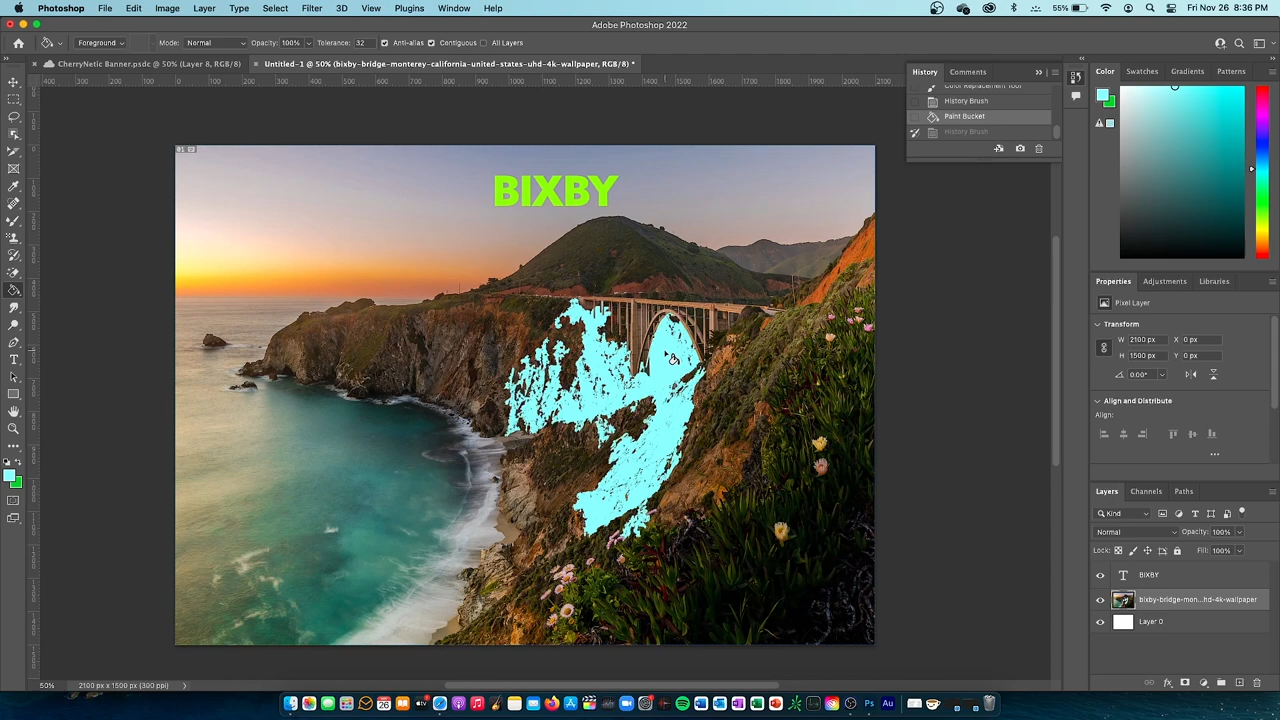 Photoshop File Edit Image Layer Type Select Filter 3D View Plugins Window Help 55% Fri Nov 26 8:36 PM
Adobe Photoshop 2022
Foreground Mode: Normal Opacity: 100% Tolerance: 32 Anti-alias Contiguous All Layers
CherryNetic Banner.psdc @ 50% (Layer 8, RGB/8) Untitled-1 @ 50% (bixby-bridge-monterey-california-united-states-uhd-4k-wallpaper, RGB/8) *
History Comments
Color Replacement Tool
History Brush
Paint Bucket
History Brush
Color Swatches Gradients Patterns
BIXBY
Properties Adjustments Libraries
Pixel Layer
Transform
W 2100 px X 0 px
H 1500 px Y 0 px
0.00°
Align and Distribute
Align:
Layers Channels Paths
Kind
Normal Opacity: 100%
Lock: Fill: 100%
BIXBY
bixby-bridge-mon...hd-4k-wallpaper
Layer 0
50% 2100 px x 1500 px (300 ppi)